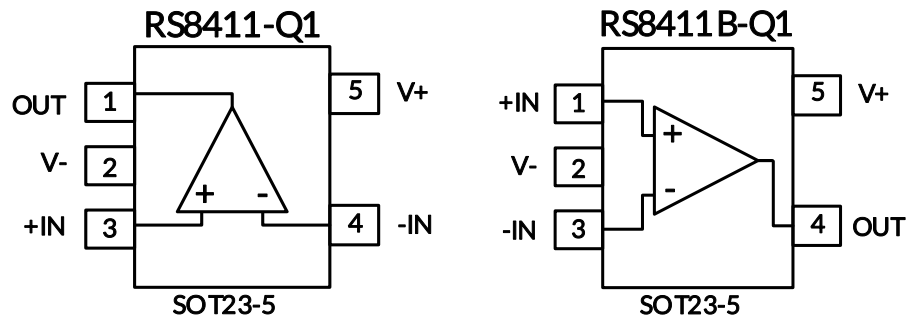 RS8411-Q1
OUT 1
5 V+
V- 2
+ -
+IN 3
4 -IN
SOT23-5
RS8411B-Q1
+IN 1
5 V+
+
V- 2
-
-IN 3
4 OUT
SOT23-5